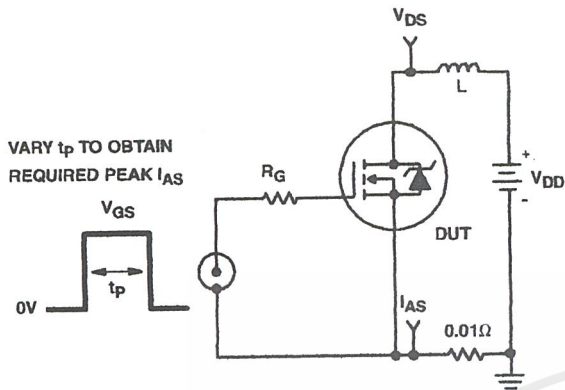 VDS
L
VARY tP TO OBTAIN
REQUIRED PEAK IAS
RG
+
VDD
-
VGS
DUT
tP
0V
IAS
0.01Ω